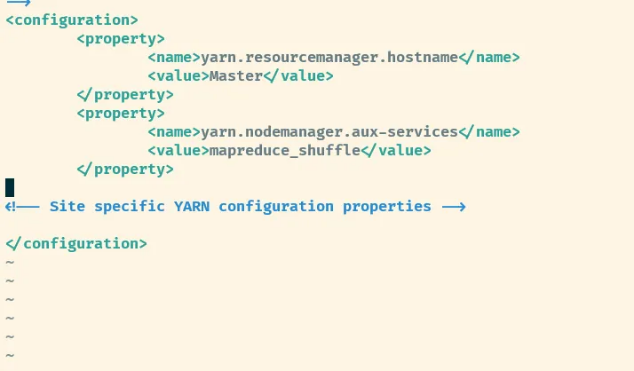 -->
<configuration>
        <property>
                <name>yarn.resourcemanager.hostname</name>
                <value>Master</value>
        </property>
        <property>
                <name>yarn.nodemanager.aux-services</name>
                <value>mapreduce_shuffle</value>
        </property>
<!-- Site specific YARN configuration properties -->
</configuration>
~
~
~
~
~
~